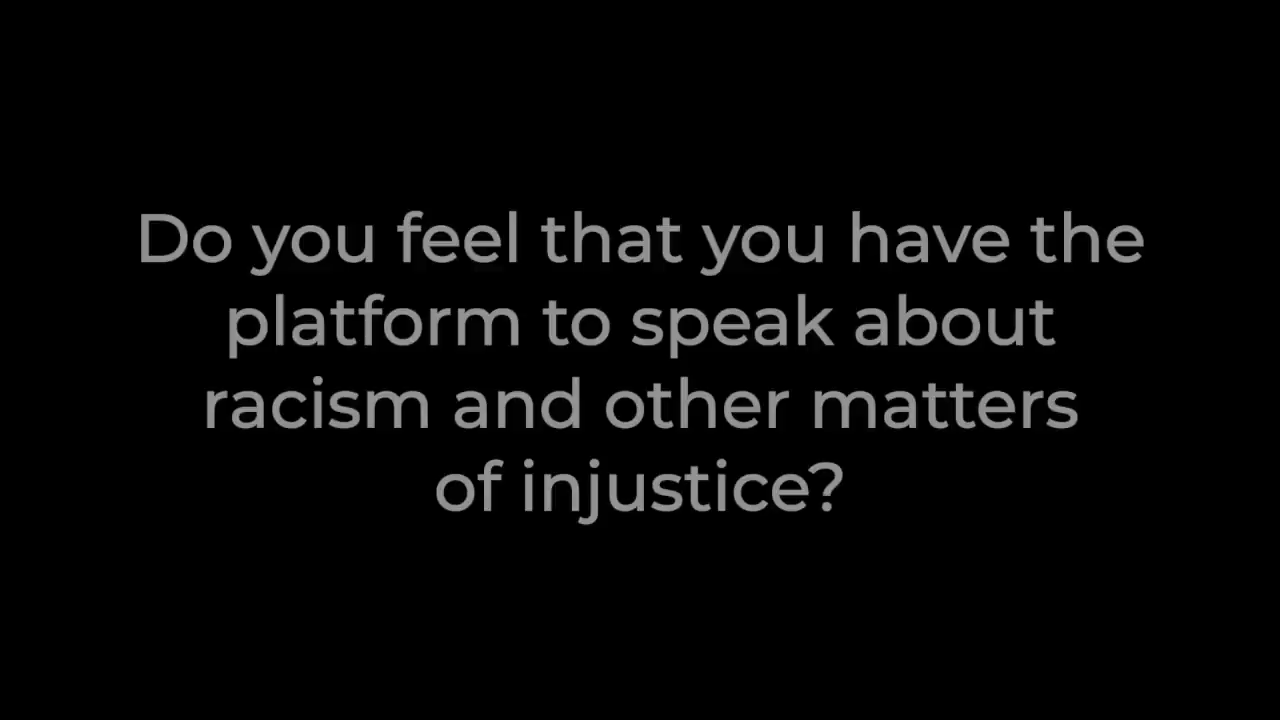 Do you feel that you have the
platform to speak about
racism and other matters
of injustice?